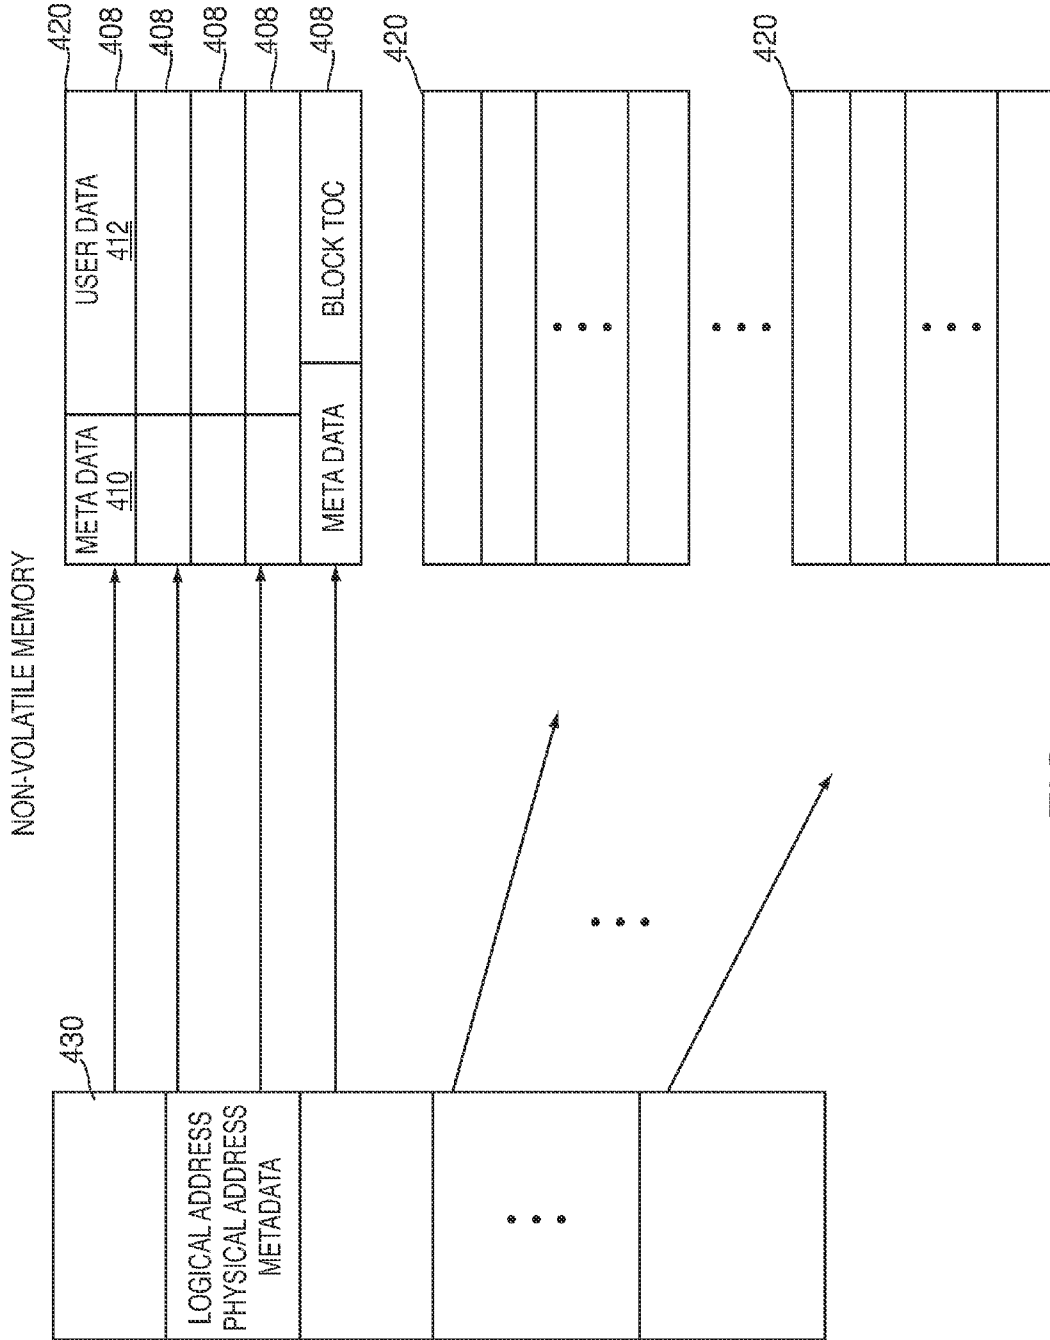 NON-VOLATILE MEMORY
430
LOGICAL ADDRESS
PHYSICAL ADDRESS
METADATA
420
408
408
408
408
408
META DATA
410
USER DATA
412
META DATA
BLOCK TOC
420
420